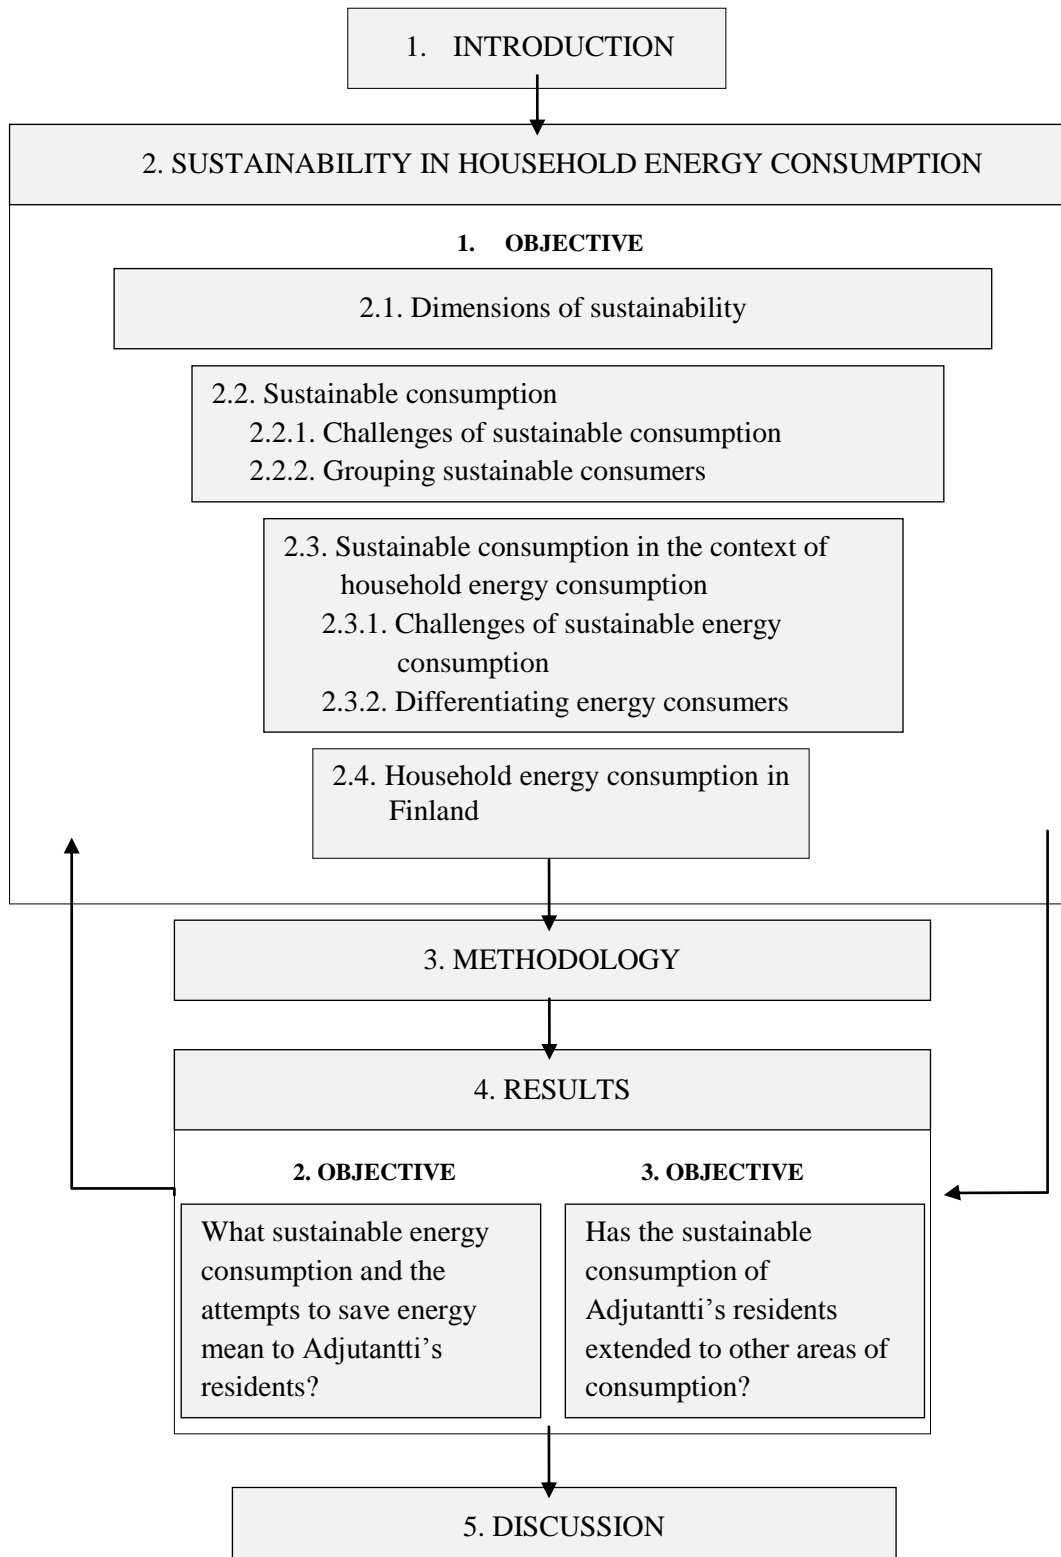 1. INTRODUCTION
2. SUSTAINABILITY IN HOUSEHOLD ENERGY CONSUMPTION
1. OBJECTIVE
2.1. Dimensions of sustainability
2.2. Sustainable consumption
2.2.1. Challenges of sustainable consumption
2.2.2. Grouping sustainable consumers
2.3. Sustainable consumption in the context of
household energy consumption
2.3.1. Challenges of sustainable energy
consumption
2.3.2. Differentiating energy consumers
2.4. Household energy consumption in
Finland
3. METHODOLOGY
4. RESULTS
2. OBJECTIVE
What sustainable energy
consumption and the
attempts to save energy
mean to Adjutantti’s
residents?
3. OBJECTIVE
Has the sustainable
consumption of
Adjutantti’s residents
extended to other areas of
consumption?
5. DISCUSSION